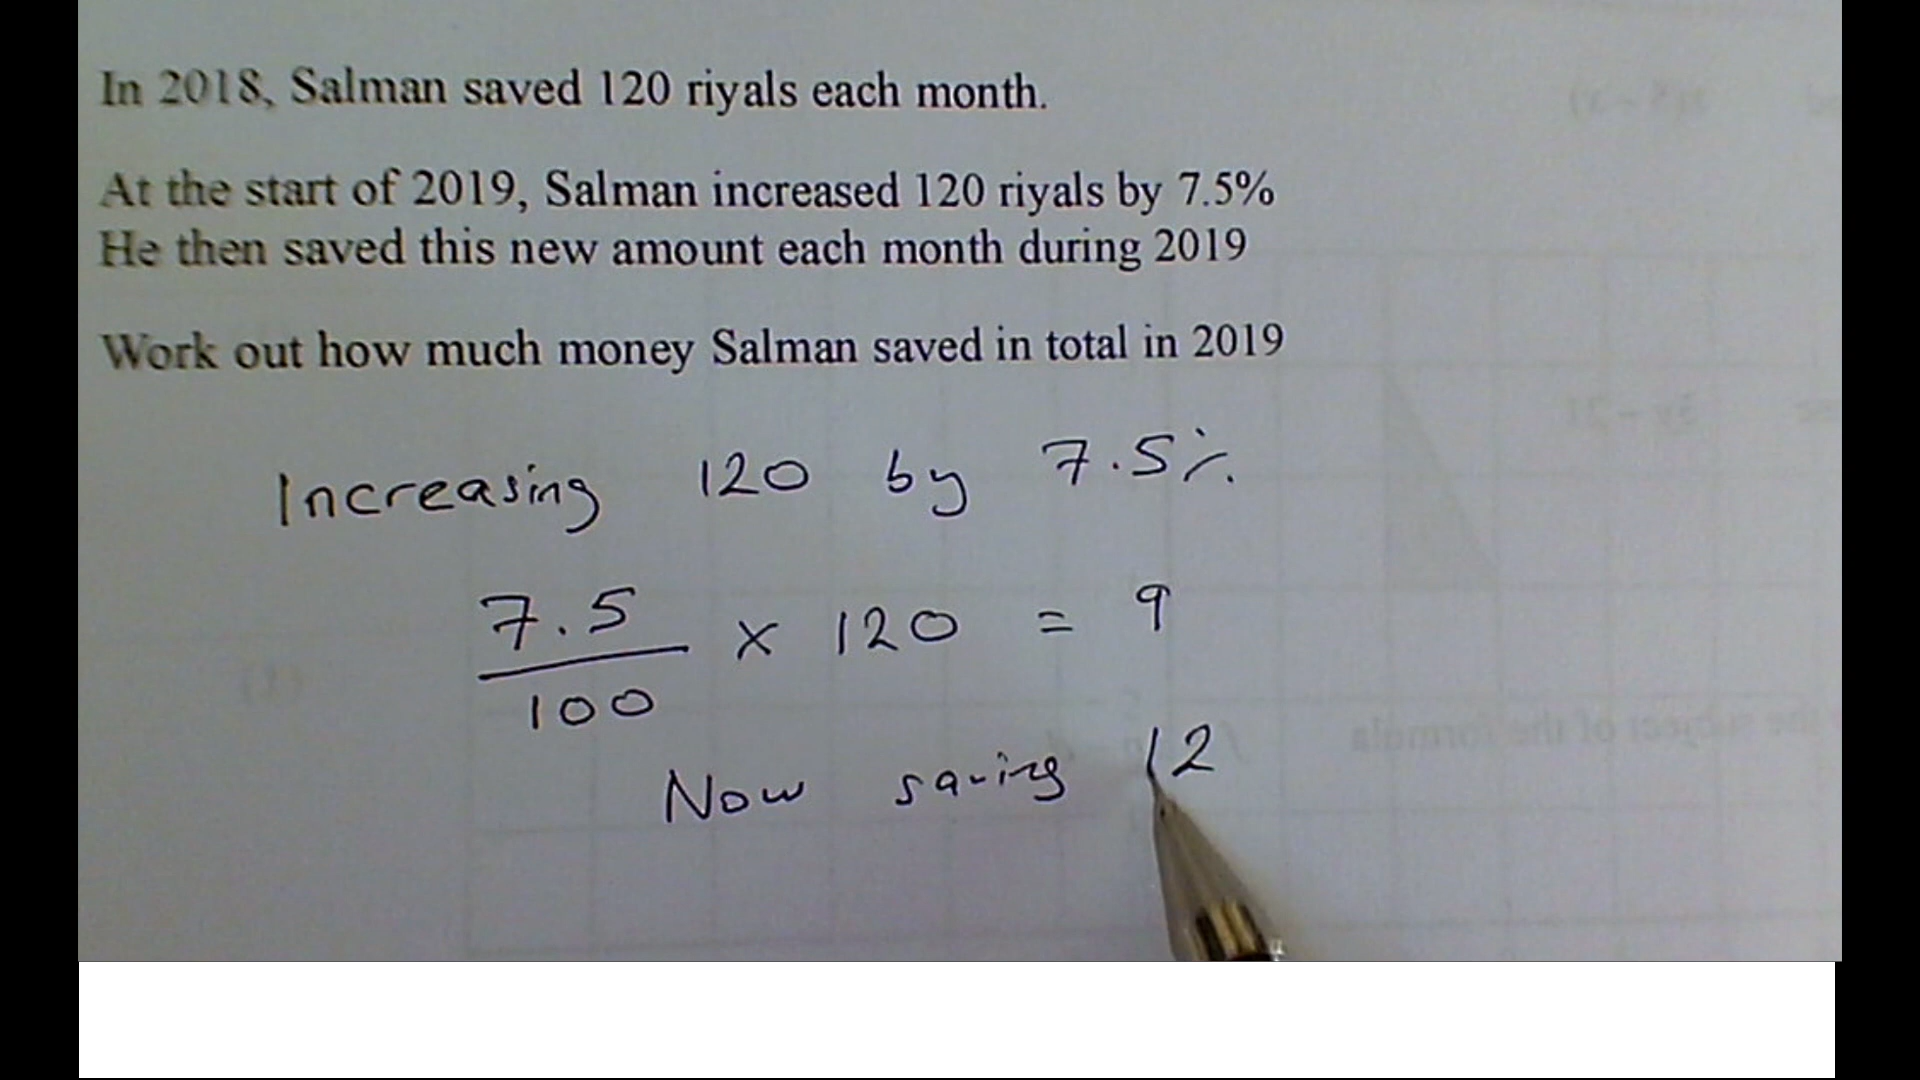 In 2018, Salman saved 120 riyals each month.
At the start of 2019, Salman increased 120 riyals by 7.5%
He then saved this new amount each month during 2019
Work out how much money Salman saved in total in 2019
Increasing 120 by 7.5%
7.5
100
× 120 = 9
Now saving 12